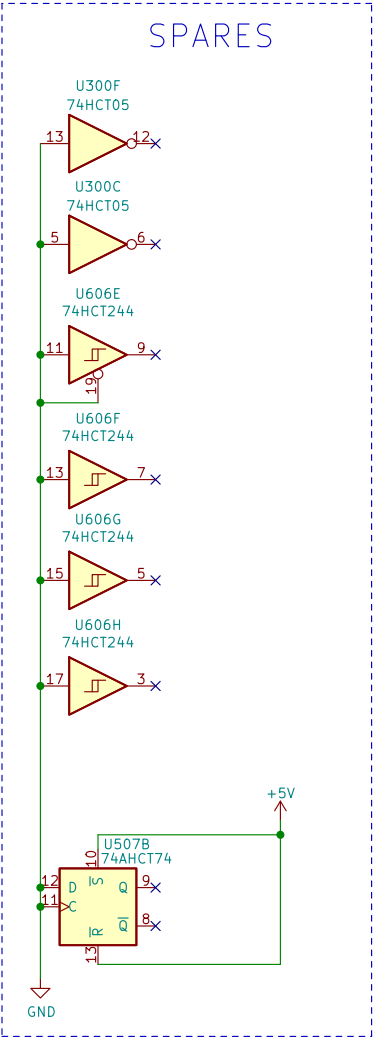 SPARES
U300F
74HCT05
13 12
U300C
74HCT05
5 6
U606E
74HCT244
11 9
19
U606F
74HCT244
13 7
U606G
74HCT244
15 5
U606H
74HCT244
17 3
+5V
U507B
74AHCT74
10
S
12 D Q 9
11 C
Q 8
R
13
GND